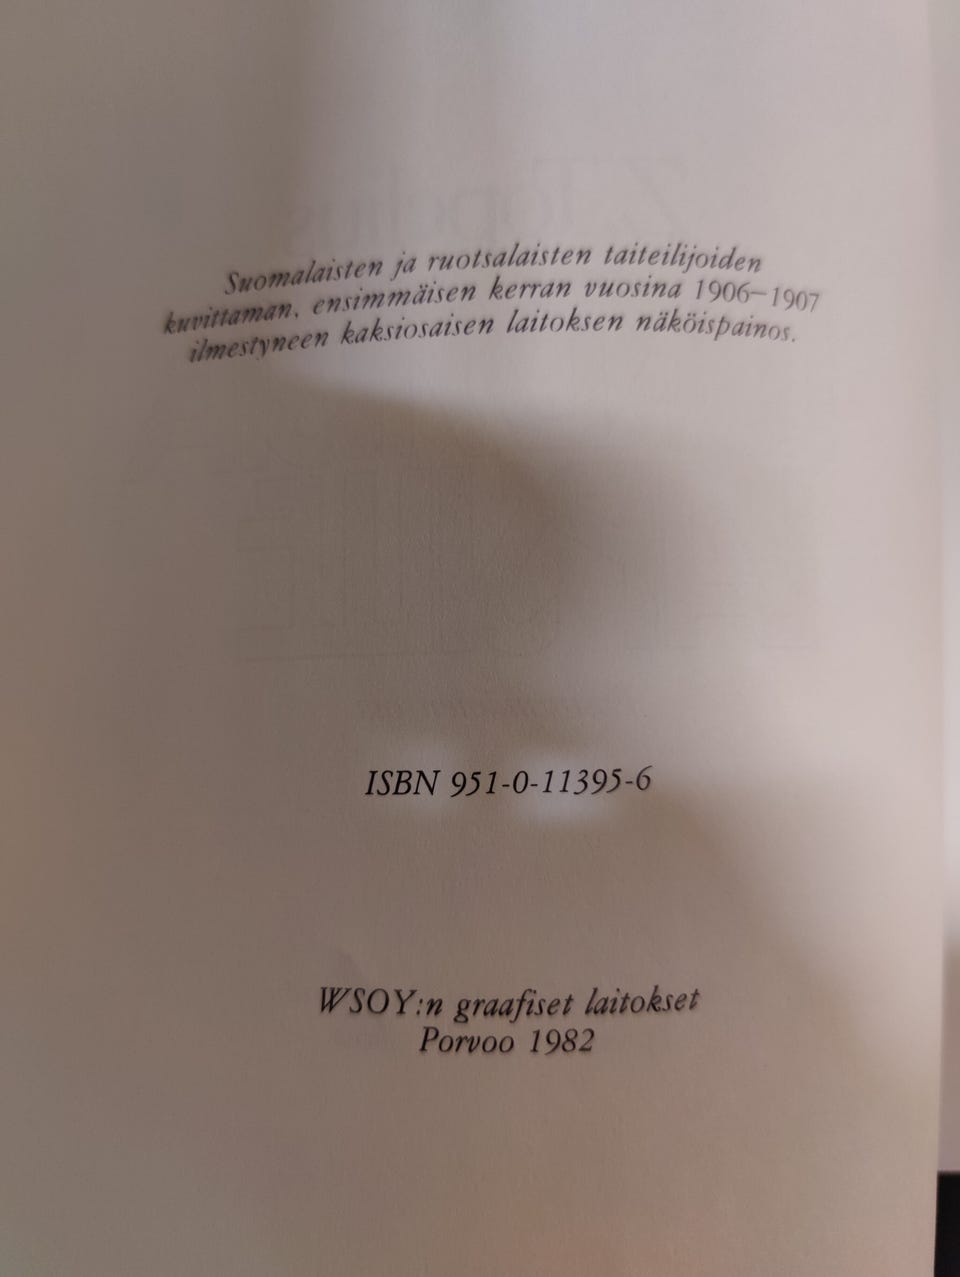 Suomalaisten ja ruotsalaisten taiteilijoiden
kuvittaman, ensimmäisen kerran vuosina 1906–1907
ilmestyneen kaksiosaisen laitoksen näköispainos.
ISBN 951-0-11395-6
WSOY:n graafiset laitokset
Porvoo 1982